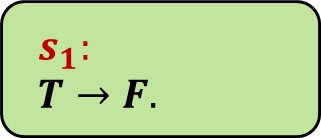 s₁:
T → F.